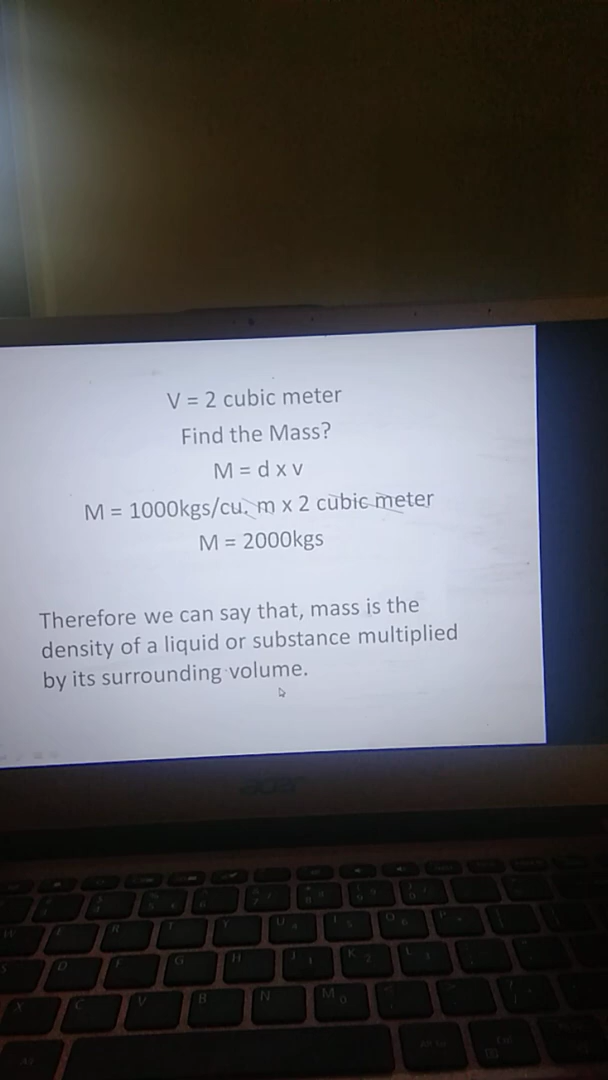 V = 2 cubic meter
Find the Mass?
M = d x v
M = 1000kgs/cu. m x 2 cubic meter
M = 2000kgs
Therefore we can say that, mass is the
density of a liquid or substance multiplied
by its surrounding volume.
acer
R T Y U I O P
D F G H J K L
X C V B N M